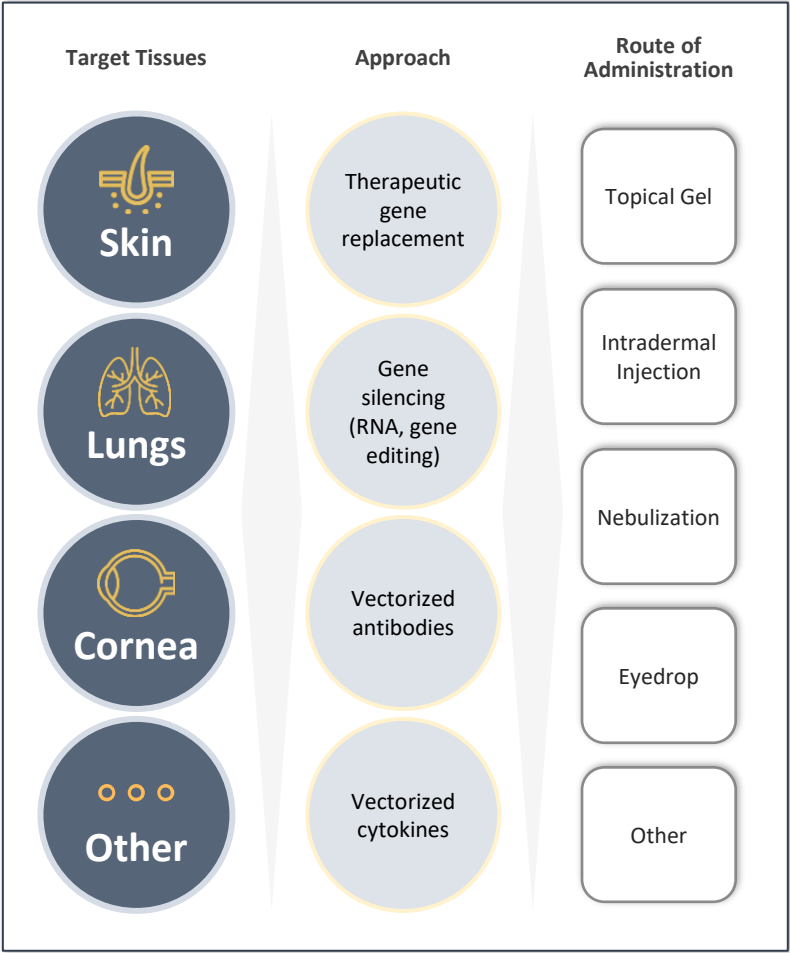 Target Tissues
Approach
Route of
Administration
Skin
Lungs
Cornea
Other
Therapeutic
gene
replacement
Gene
silencing
(RNA, gene
editing)
Vectorized
antibodies
Vectorized
cytokines
Topical Gel
Intradermal
Injection
Nebulization
Eyedrop
Other